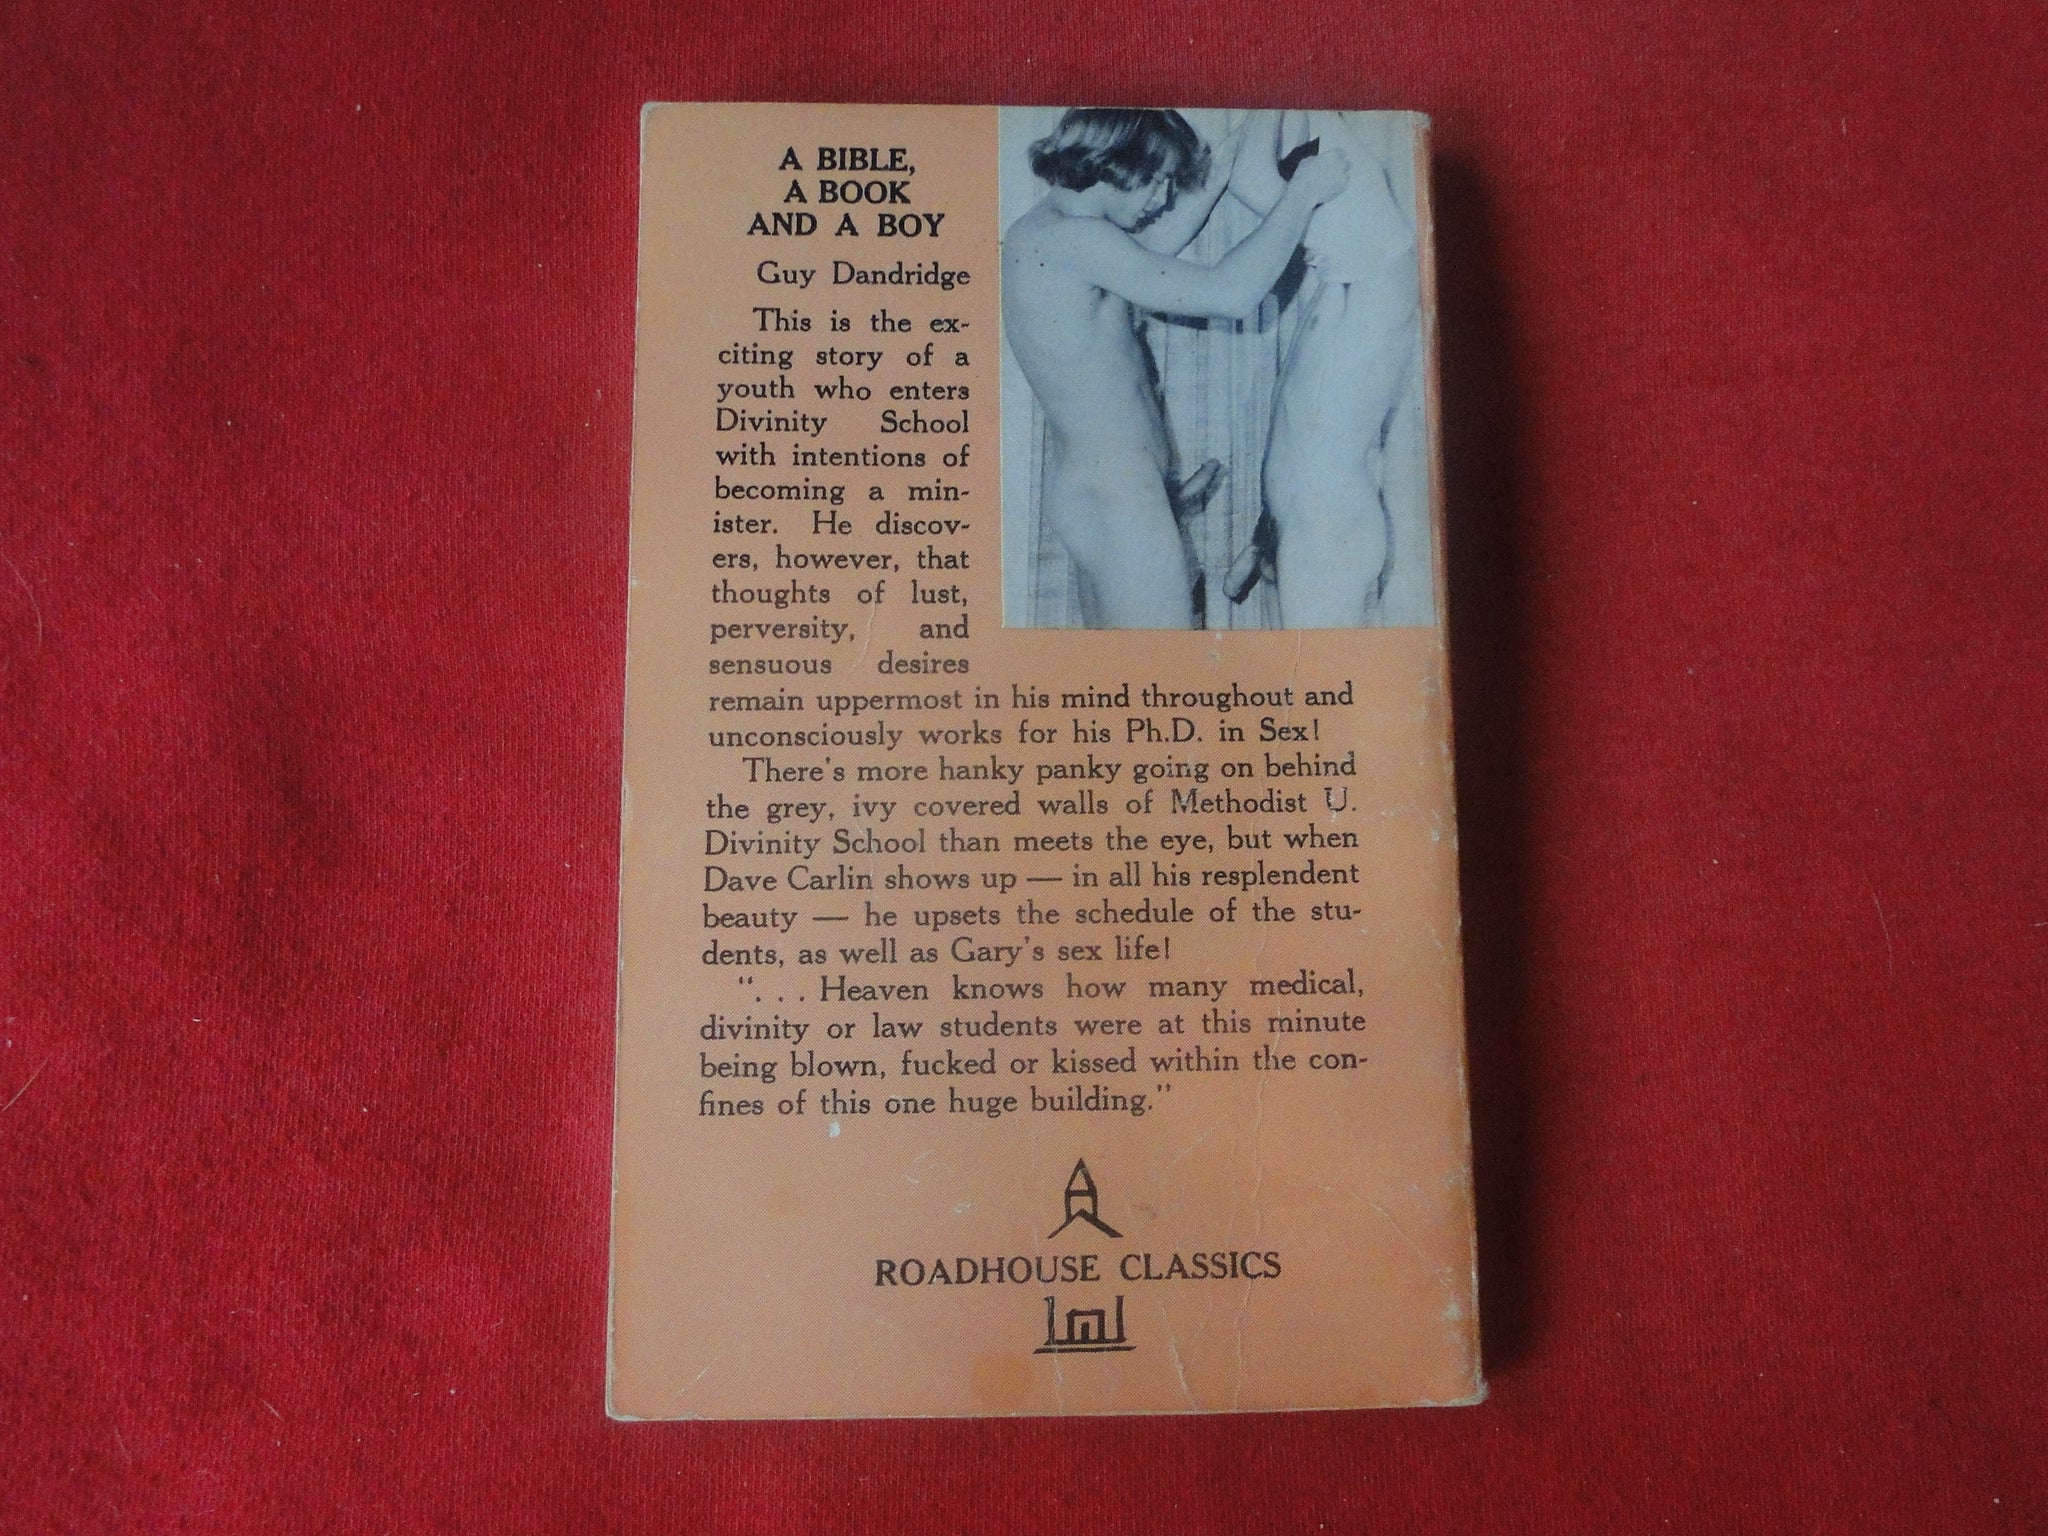 A BIBLE,
A BOOK
AND A BOY
Guy Dandridge
This is the ex-
citing story of a
youth who enters
Divinity School
with intentions of
becoming a min-
ister. He discov-
ers, however, that
thoughts of lust,
perversity, and
sensuous desires
remain uppermost in his mind throughout and
unconsciously works for his Ph.D. in Sex!
There's more hanky panky going on behind
the grey, ivy covered walls of Methodist U.
Divinity School than meets the eye, but when
Dave Carlin shows up — in all his resplendent
beauty — he upsets the schedule of the stu-
dents, as well as Gary's sex life!
". . . Heaven knows how many medical,
divinity or law students were at this minute
being blown, fucked or kissed within the con-
fines of this one huge building."
ROADHOUSE CLASSICS